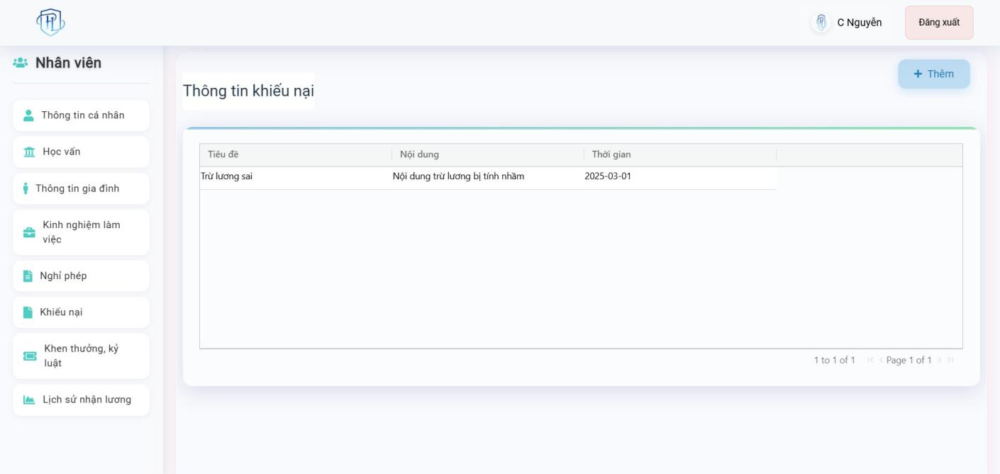 C Nguyễn
Đăng xuất
Nhân viên
Thông tin cá nhân
Học vấn
Thông tin gia đình
Kinh nghiệm làm
việc
Nghỉ phép
Khiếu nại
Khen thưởng, kỷ
luật
Lịch sử nhận lương
Thêm
Thông tin khiếu nại
Tiêu đề Nội dung Thời gian
Trừ lương sai Nội dung trừ lương bị tính nhầm 2025-03-01
1 to 1 of 1 Page 1 of 1